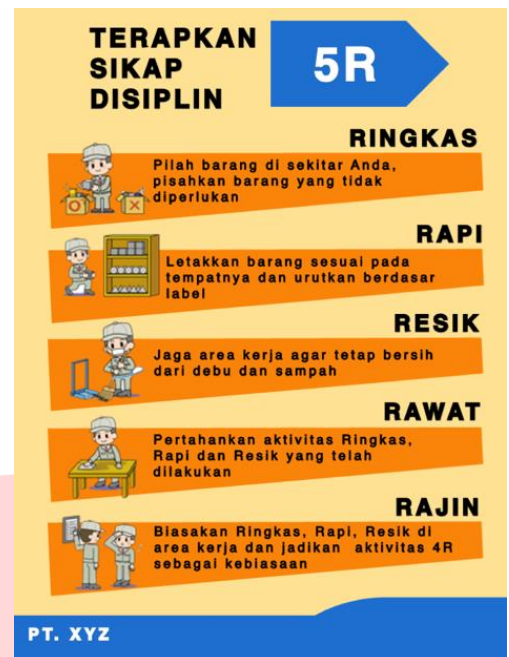 TERAPKAN
SIKAP
DISIPLIN
5R
RINGKAS
Pilah barang di sekitar Anda,
pisahkan barang yang tidak
diperlukan
RAPI
Letakkan barang sesuai pada
tempatnya dan urutkan berdasar
label
RESIK
Jaga area kerja agar tetap bersih
dari debu dan sampah
RAWAT
Pertahankan aktivitas Ringkas,
Rapi dan Resik yang telah
dilakukan
RAJIN
Biasakan Ringkas, Rapi, Resik di
area kerja dan jadikan aktivitas 4R
sebagai kebiasaan
PT. XYZ